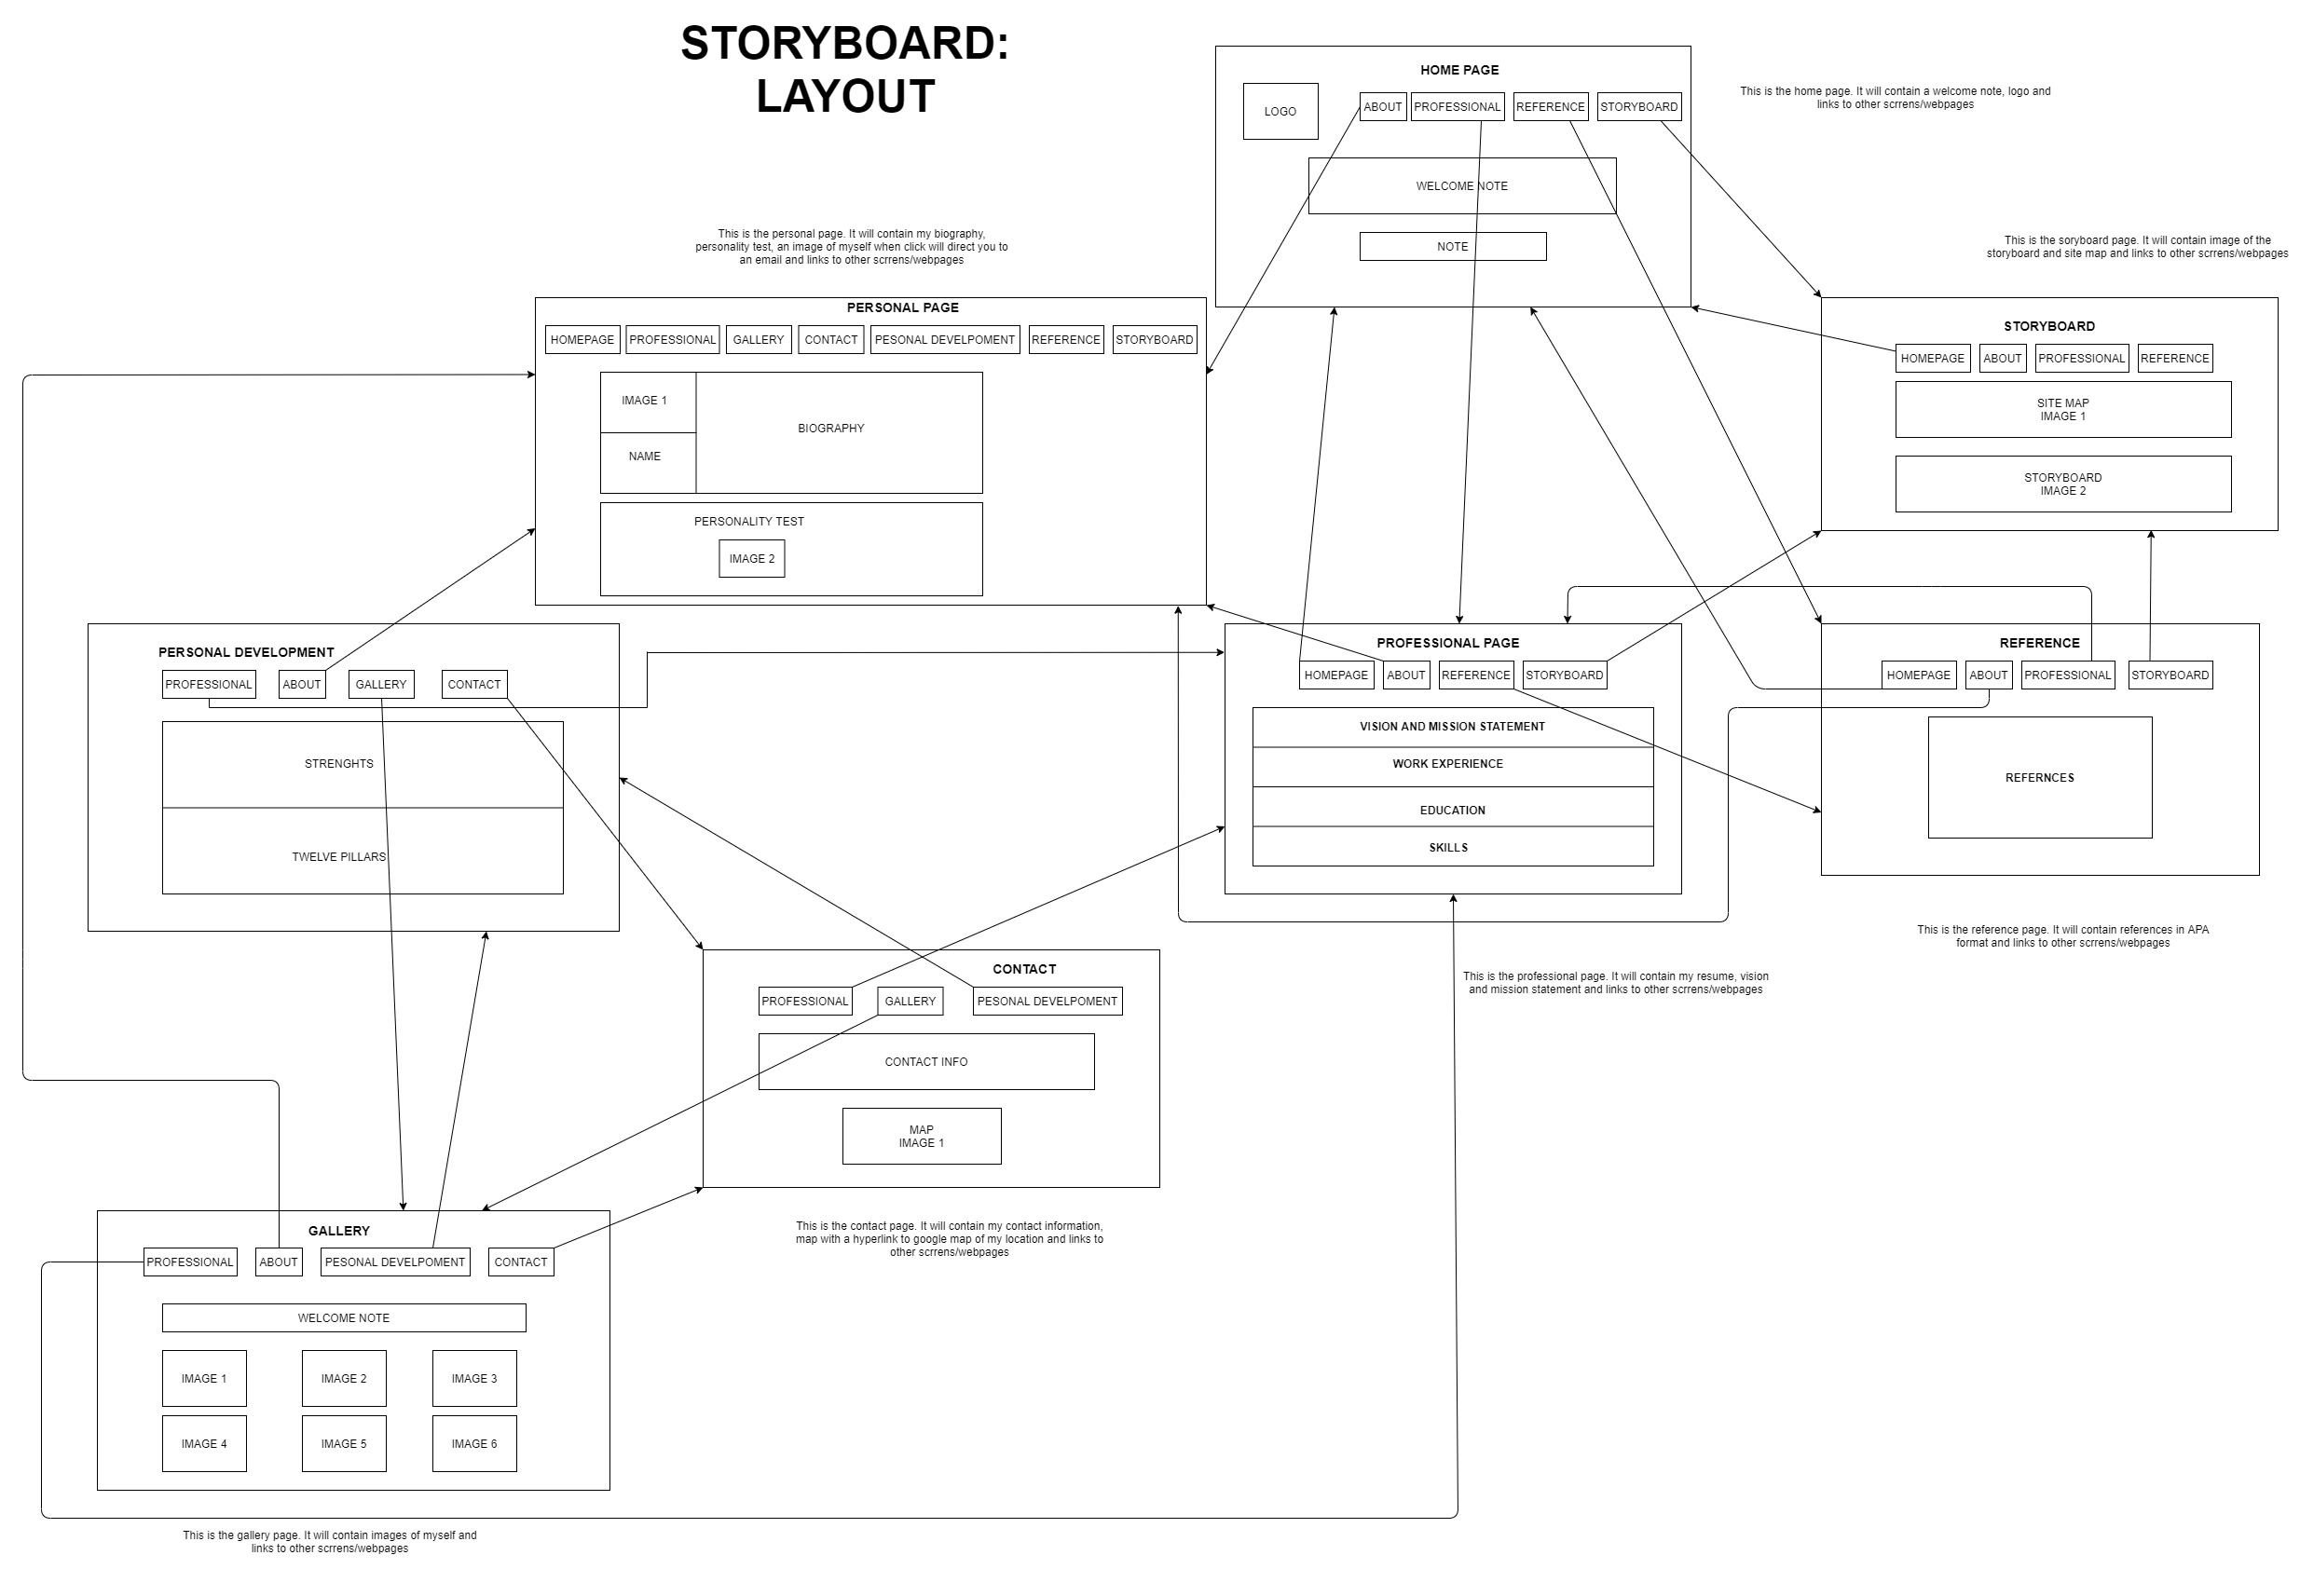 STORYBOARD:
LAYOUT
HOME PAGE
LOGO
ABOUT
PROFESSIONAL
REFERENCE
STORYBOARD
WELCOME NOTE
NOTE
This is the home page. It will contain a welcome note, logo and
links to other scrrens/webpages
This is the personal page. It will contain my biography,
personality test, an image of myself when click will direct you to
an email and links to other scrrens/webpages
PERSONAL PAGE
HOMEPAGE
PROFESSIONAL
GALLERY
CONTACT
PESONAL DEVELPOMENT
REFERENCE
STORYBOARD
IMAGE 1
NAME
BIOGRAPHY
PERSONALITY TEST
IMAGE 2
This is the soryboard page. It will contain image of the
storyboard and site map and links to other scrrens/webpages
STORYBOARD
HOMEPAGE
ABOUT
PROFESSIONAL
REFERENCE
SITE MAP
IMAGE 1
STORYBOARD
IMAGE 2
PERSONAL DEVELOPMENT
PROFESSIONAL
ABOUT
GALLERY
CONTACT
STRENGHTS
TWELVE PILLARS
PROFESSIONAL PAGE
HOMEPAGE
ABOUT
REFERENCE
STORYBOARD
VISION AND MISSION STATEMENT
WORK EXPERIENCE
EDUCATION
SKILLS
This is the professional page. It will contain my resume, vision
and mission statement and links to other scrrens/webpages
REFERENCE
HOMEPAGE
ABOUT
PROFESSIONAL
STORYBOARD
REFERNCES
This is the reference page. It will contain references in APA
format and links to other scrrens/webpages
CONTACT
PROFESSIONAL
GALLERY
PESONAL DEVELPOMENT
CONTACT INFO
MAP
IMAGE 1
This is the contact page. It will contain my contact information,
map with a hyperlink to google map of my location and links to
other scrrens/webpages
GALLERY
PROFESSIONAL
ABOUT
PESONAL DEVELPOMENT
CONTACT
WELCOME NOTE
IMAGE 1
IMAGE 2
IMAGE 3
IMAGE 4
IMAGE 5
IMAGE 6
This is the gallery page. It will contain images of myself and
links to other scrrens/webpages